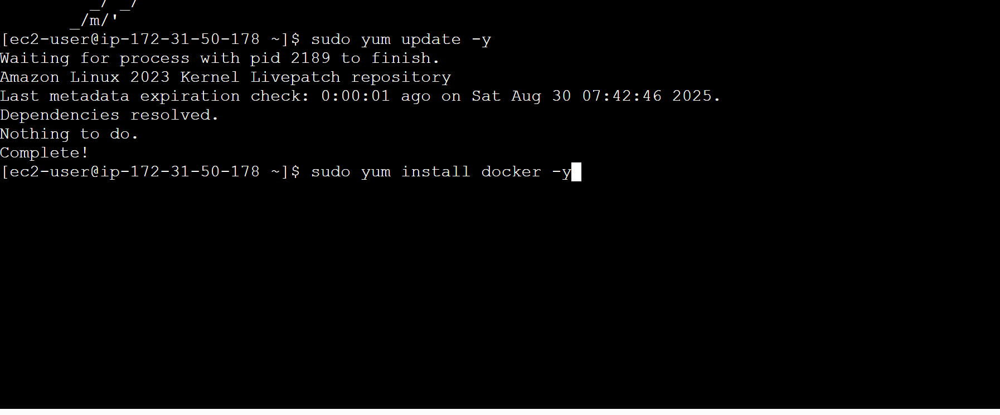 _/ _/
_/m/'
[ec2-user@ip-172-31-50-178 ~]$ sudo yum update -y
Waiting for process with pid 2189 to finish.
Amazon Linux 2023 Kernel Livepatch repository
Last metadata expiration check: 0:00:01 ago on Sat Aug 30 07:42:46 2025.
Dependencies resolved.
Nothing to do.
Complete!
[ec2-user@ip-172-31-50-178 ~]$ sudo yum install docker -y